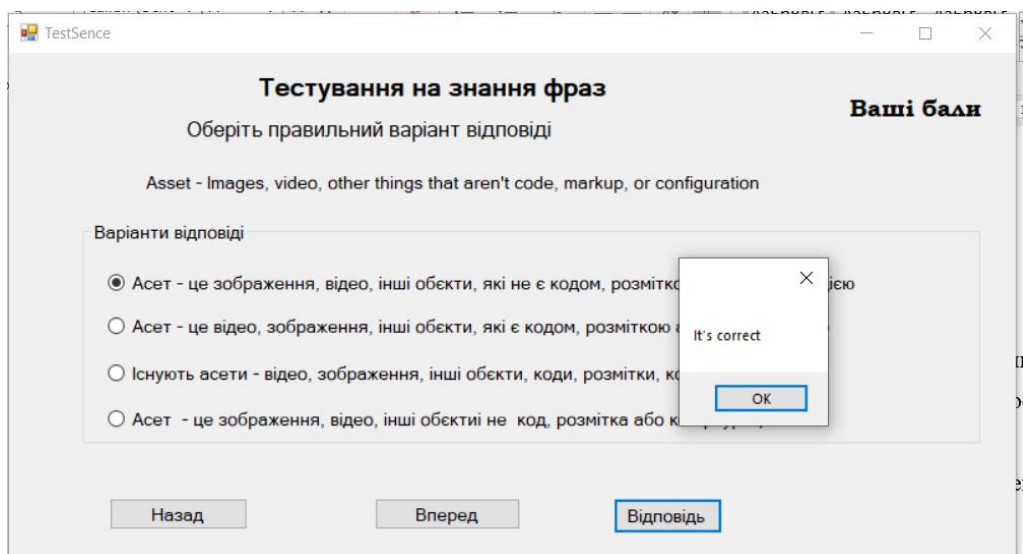 TestSence
Тестування на знання фраз
Ваші бали
Оберіть правильний варіант відповіді
Asset - Images, video, other things that aren't code, markup, or configuration
Варіанти відповіді
Асет - це зображення, відео, інші обєкти, які не є кодом,
Асет - це відео, зображення, інші обєкти, які є кодом, розміткою
Існують асети - відео, зображення, інші обєкти, коди, розмітки,
Асет - це зображення, відео, інші обєктиі не код, розмітка або
It's correct
OK
Назад
Вперед
Відповідь